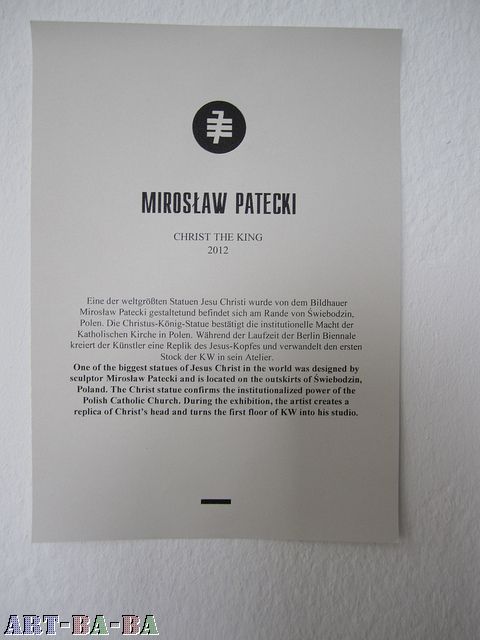 MIROSŁAW PATECKI
CHRIST THE KING
2012
Eine der weltgrößten Statuen Jesu Christi wurde von dem Bildhauer
Mirosław Patecki gestaltetund befindet sich am Rande von Świebodzin,
Polen. Die Christus-König-Statue bestätigt die institutionelle Macht der
Katholischen Kirche in Polen. Während der Laufzeit der Berlin Biennale
kreiert der Künstler eine Replik des Jesus-Kopfes und verwandelt den ersten
Stock der KW in sein Atelier.
One of the biggest statues of Jesus Christ in the world was designed by
sculptor Mirosław Patecki and is located on the outskirts of Świebodzin,
Poland. The Christ statue confirms the institutionalized power of the
Polish Catholic Church. During the exhibition, the artist creates a
replica of Christ's head and turns the first floor of KW into his studio.
ART-BA-BA